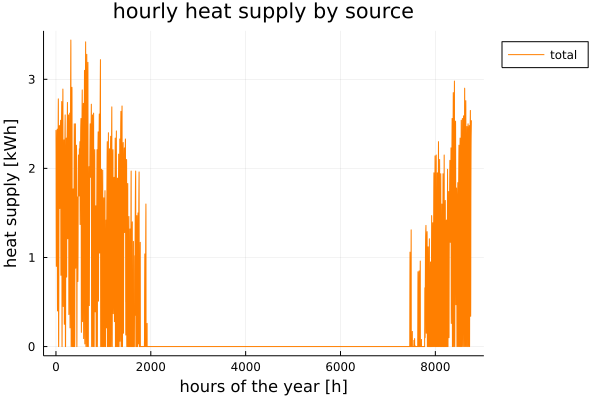 hourly heat supply by source
total
heat supply [kWh]
3
2
1
0
0 2000 4000 6000 8000
hours of the year [h]